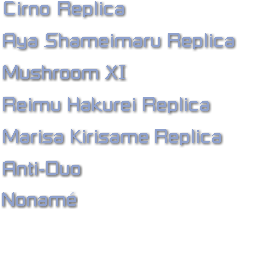 Cirno Replica
Aya Shameimaru Replica
Mushroom XI
Reimu Hakurei Replica
Marisa Kirisame Replica
Anti-Duo
Nonamé